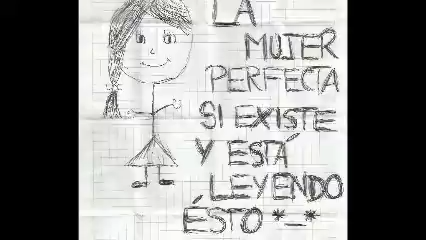 LA
MUJER
PERFECTA
SI EXISTE
Y ESTÁ
LEYENDO
ÉSTO *_*